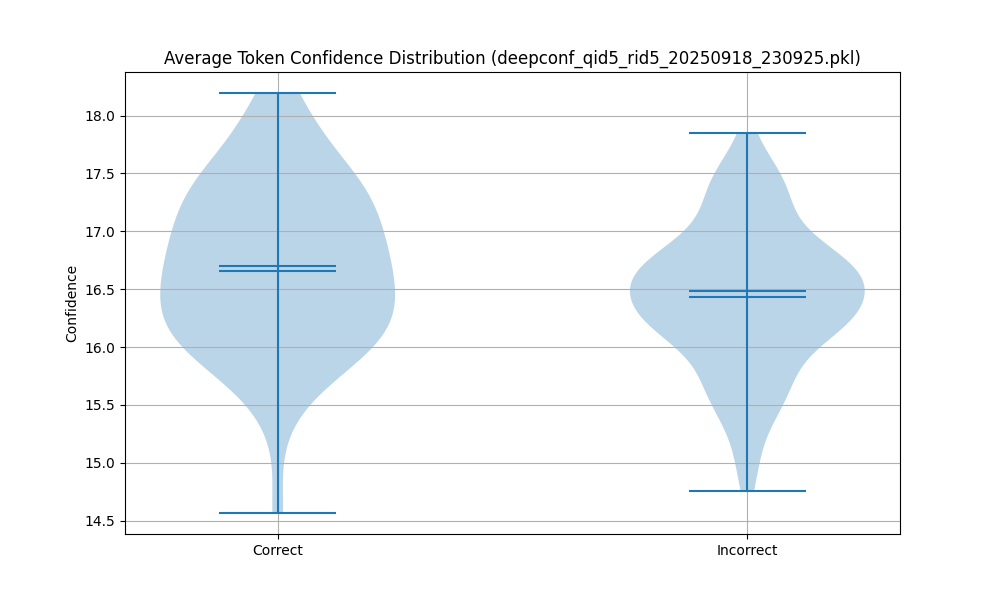 Average Token Confidence Distribution (deepconf_qid5_rid5_20250918_230925.pkl)
18.0
17.5
17.0
16.5
16.0
15.5
15.0
14.5
Confidence
Correct
Incorrect